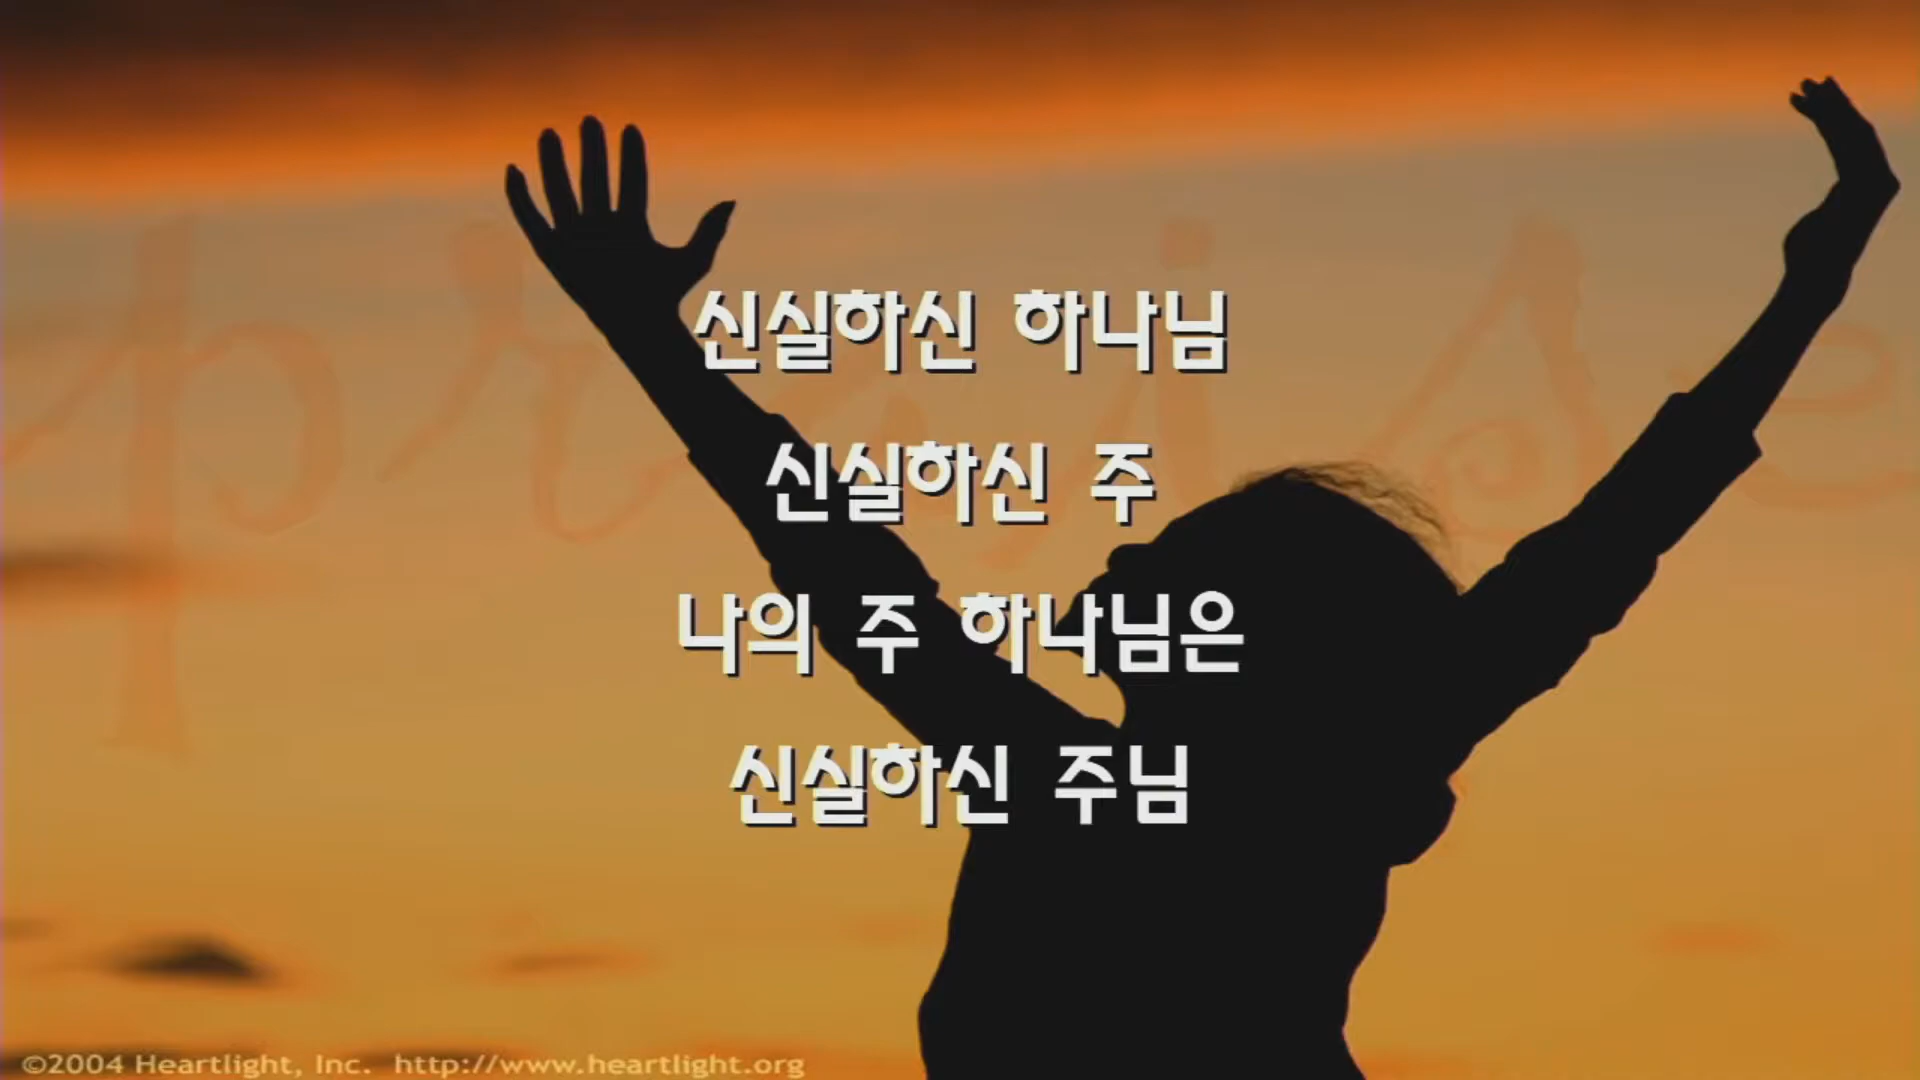 praise
신실하신 하나님
신실하신 주
나의 주 하나님은
신실하신 주님
©2004 Heartlight, Inc. http://www.heartlight.org